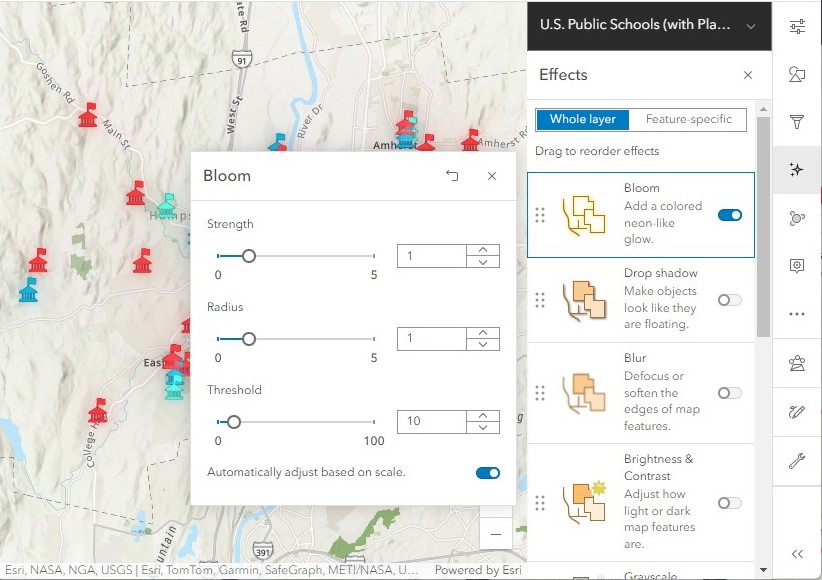 U.S. Public Schools (with Pla...
Effects
Whole layer
Feature-specific
Drag to reorder effects
Bloom
Add a colored
neon-like
glow.
Drop shadow
Make objects
look like they
are floating.
Blur
Defocus or
soften the
edges of map
features.
Brightness &
Contrast
Adjust how
light or dark
map features
are.
Grayscale
Bloom
Strength
1
0
5
Radius
1
0
5
Threshold
10
0
100
Automatically adjust based on scale.
Goshen Rd
Main St
West St
te Rd
91
River Dr
Amherst Rd
Amher
Hamps
East
College H
untain
391
Esri, NASA, NGA, USGS | Esri, TomTom, Garmin, SafeGraph, METI/NASA, U...
Powered by Esri